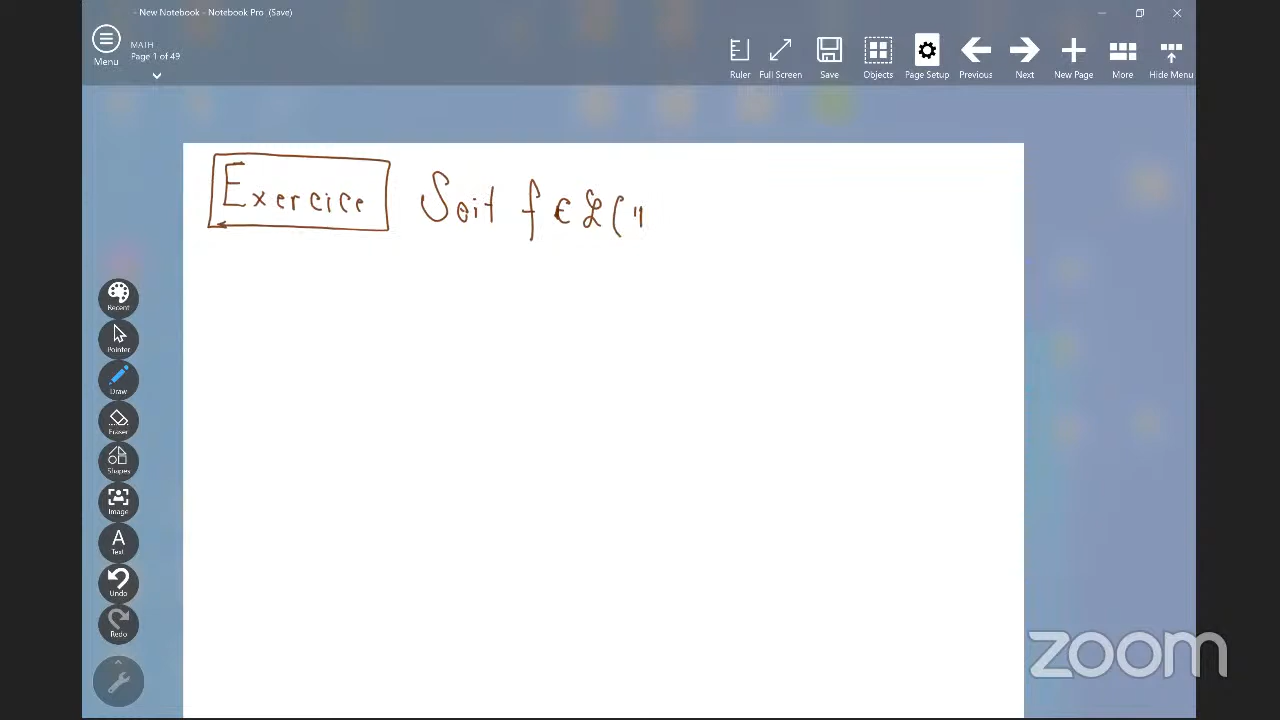 - New Notebook - Notebook Pro (Save)
Menu
MATH
Page 1 of 49
Ruler
Full Screen
Save
Objects
Page Setup
Previous
Next
New Page
More
Hide Menu
Exercice Soit f ∈ ℒ(
Recent
Pointer
Draw
Eraser
Shapes
Image
A
Text
Undo
Redo
zoom